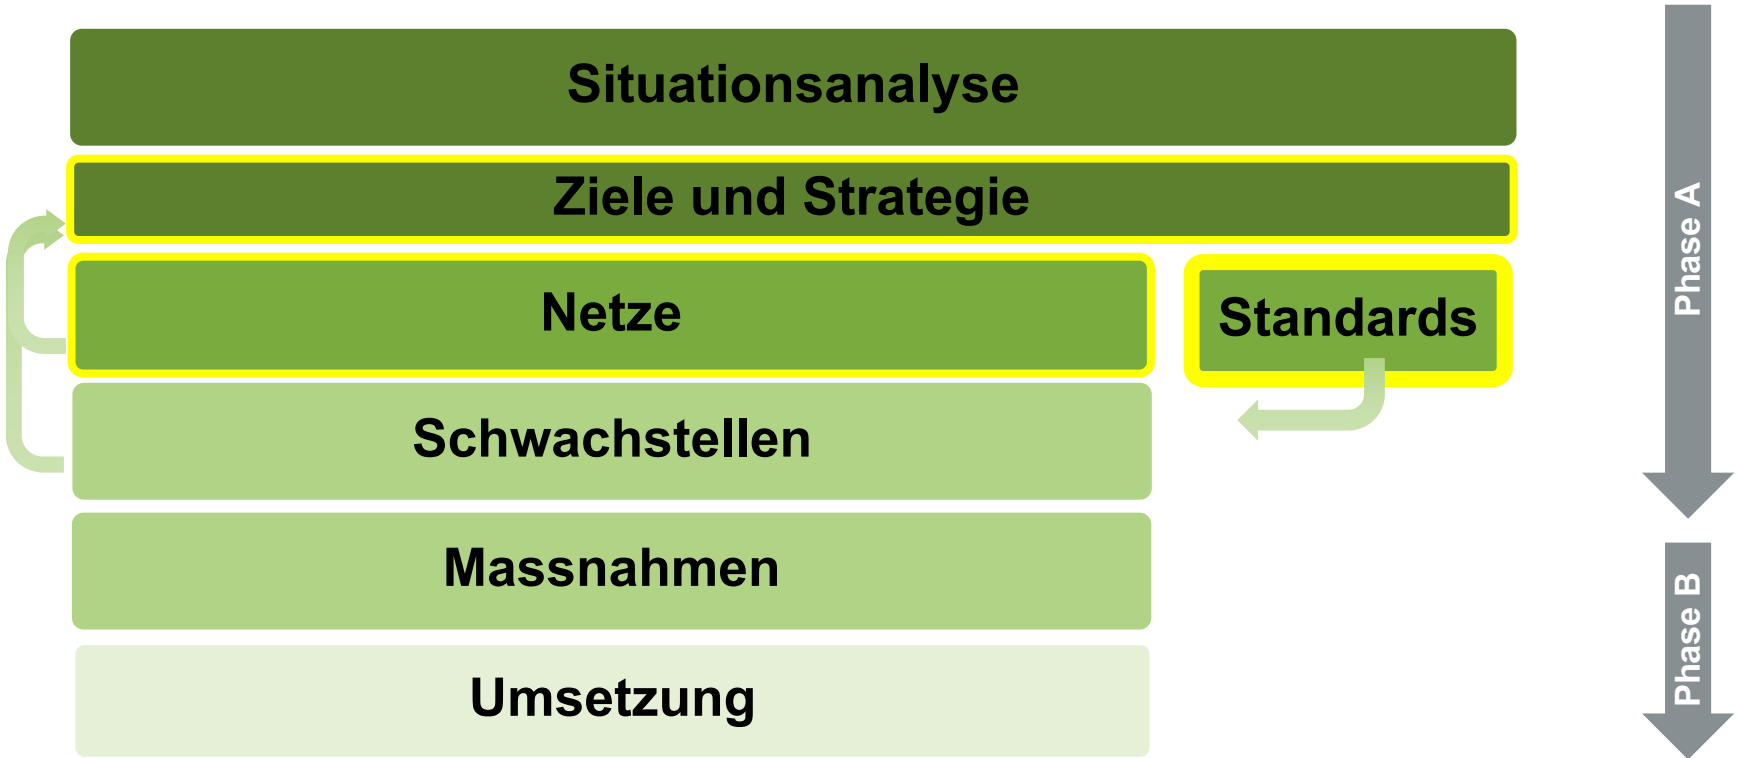 Situationsanalyse
Ziele und Strategie
Netze
Standards
Schwachstellen
Massnahmen
Umsetzung
Phase A
Phase B